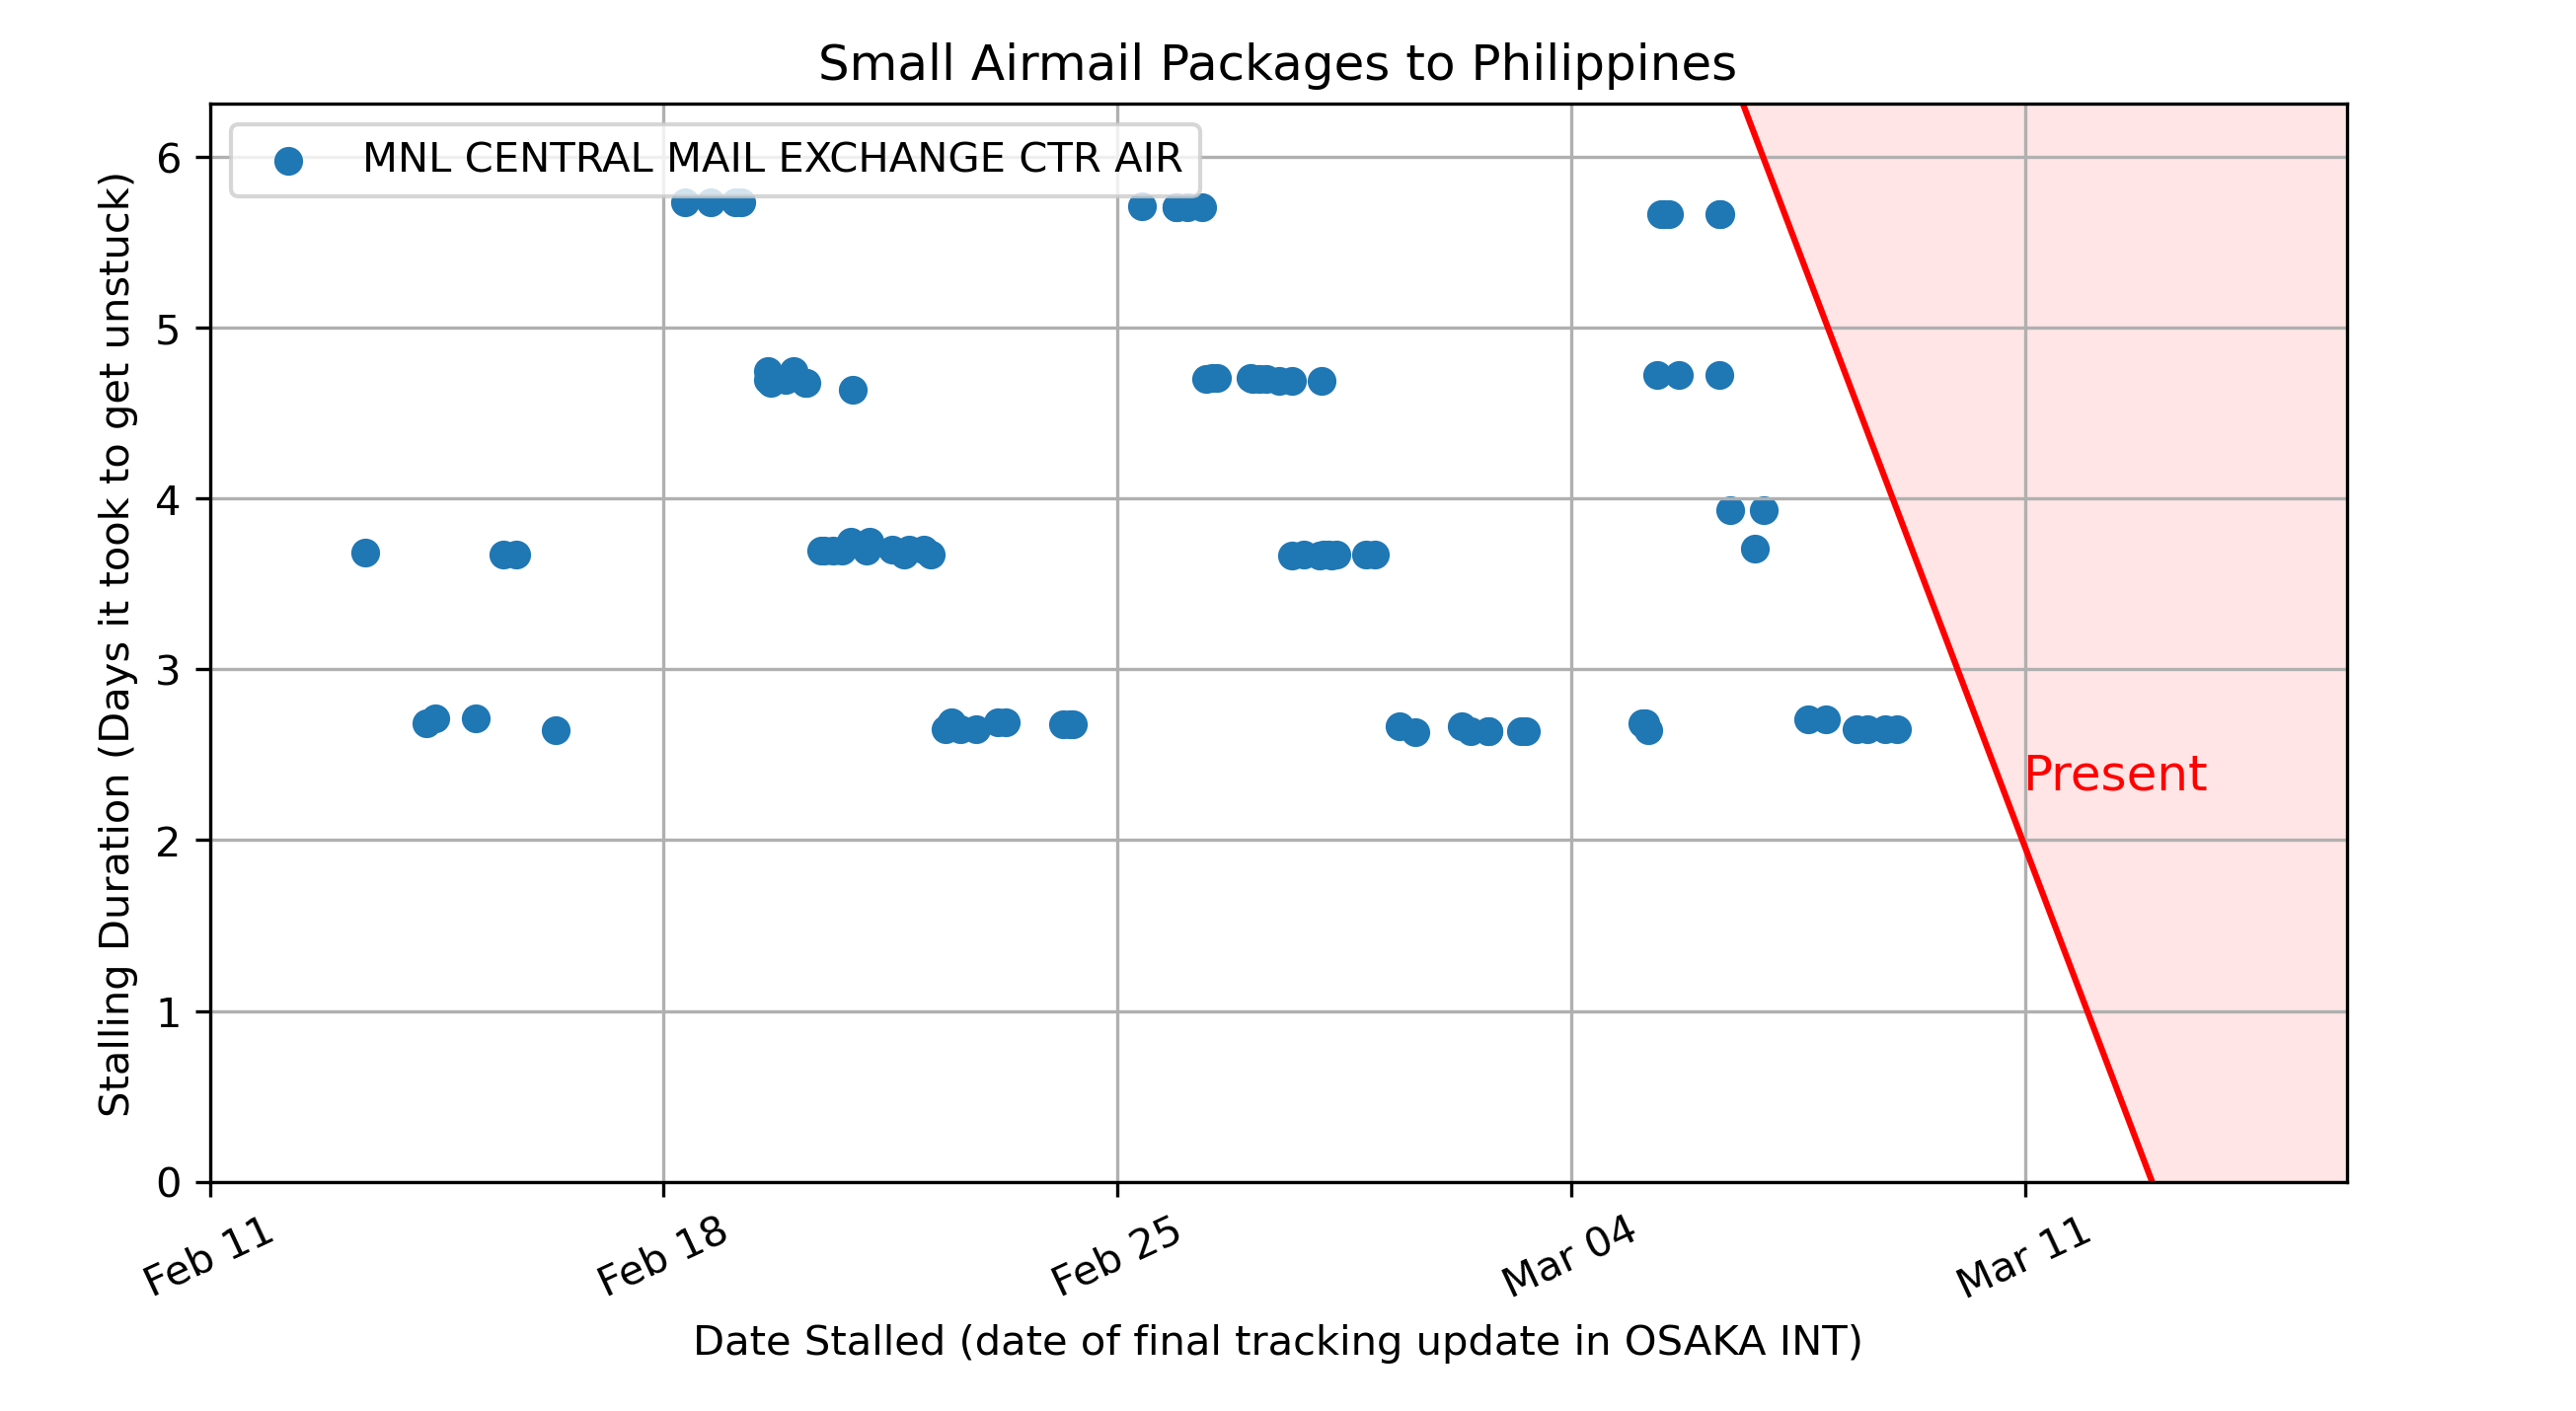 Small Airmail Packages to Philippines
MNL CENTRAL MAIL EXCHANGE CTR AIR
Stalling Duration (Days it took to get unstuck)
6
5
4
3
2
1
0
Present
Feb 11
Feb 18
Feb 25
Mar 04
Mar 11
Date Stalled (date of final tracking update in OSAKA INT)